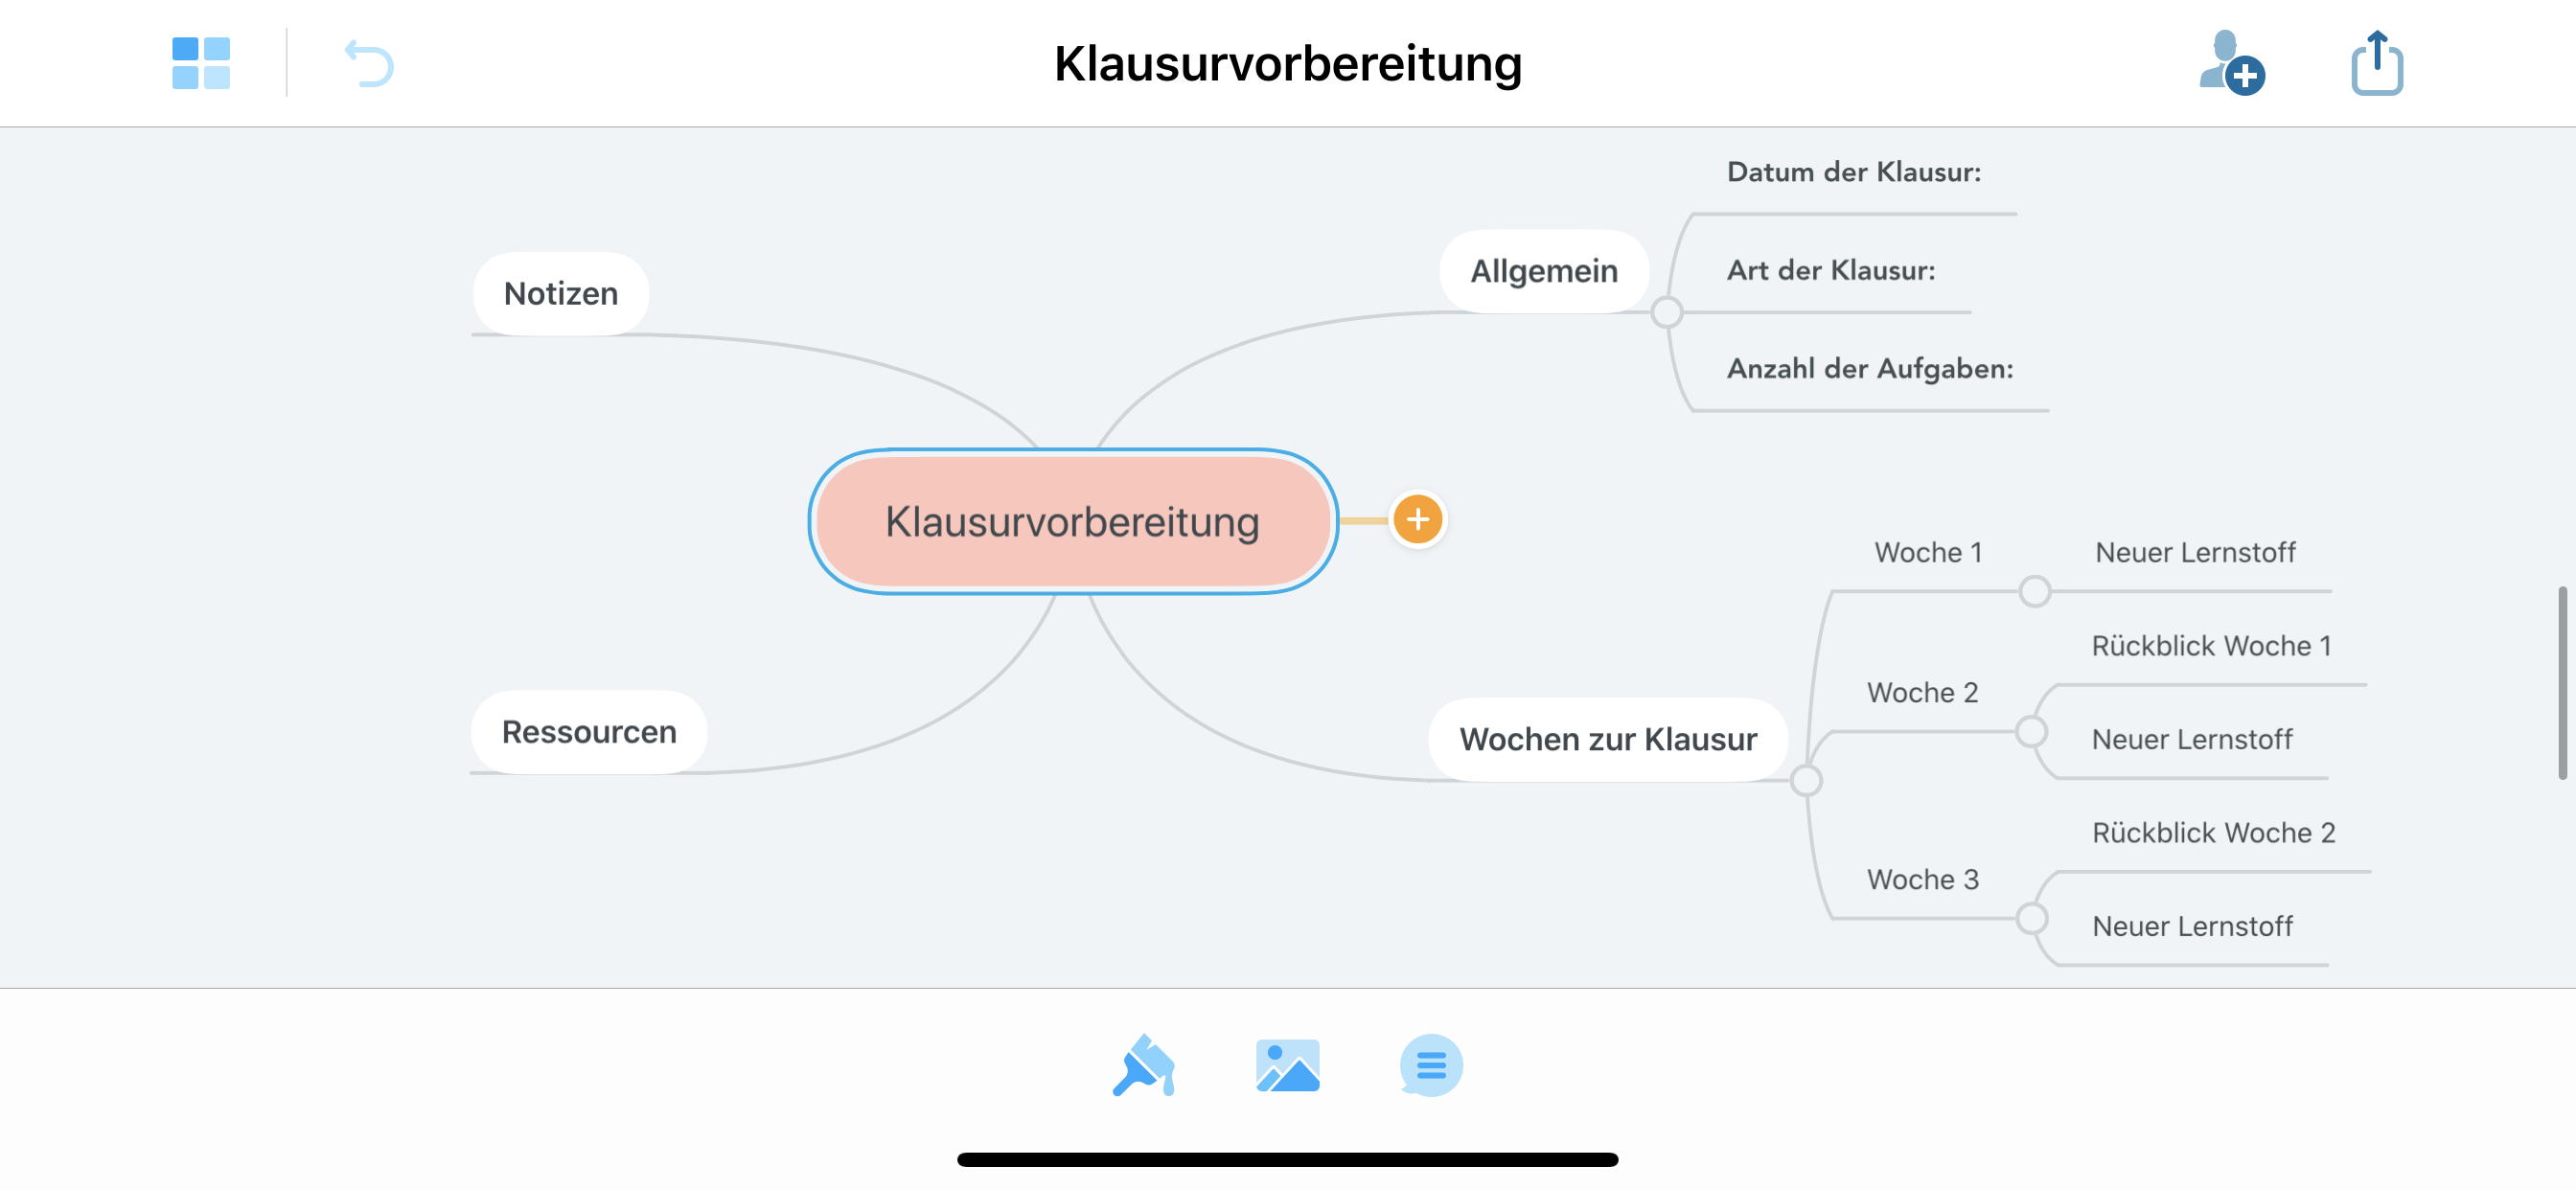 Klausurvorbereitung
Datum der Klausur:
Allgemein
Art der Klausur:
Notizen
Anzahl der Aufgaben:
Klausurvorbereitung
Woche 1
Neuer Lernstoff
Rückblick Woche 1
Woche 2
Ressourcen
Wochen zur Klausur
Neuer Lernstoff
Rückblick Woche 2
Woche 3
Neuer Lernstoff